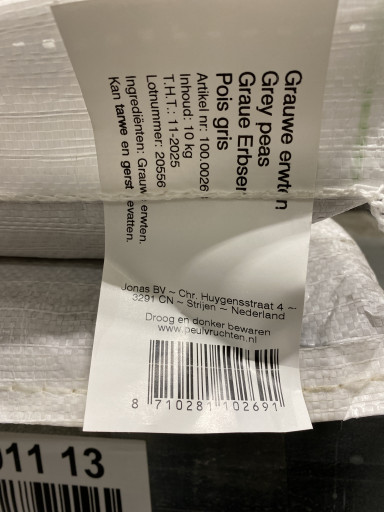 Grauwe erwten
Grey peas
Graue Erbsen
Pois gris
Artikel nr: 100.0026
Inhoud: 10 kg
T.H.T.: 11-2025
Lotnummer: 20556
Ingrediënten: Grauwe erwten.
Kan tarwe en gerst bevatten.
Jonas BV ~ Chr. Huygensstraat 4 ~
3291 CN ~ Strijen ~ Nederland
Droog en donker bewaren
www.peulvruchten.nl
8 710281 102691
011 13